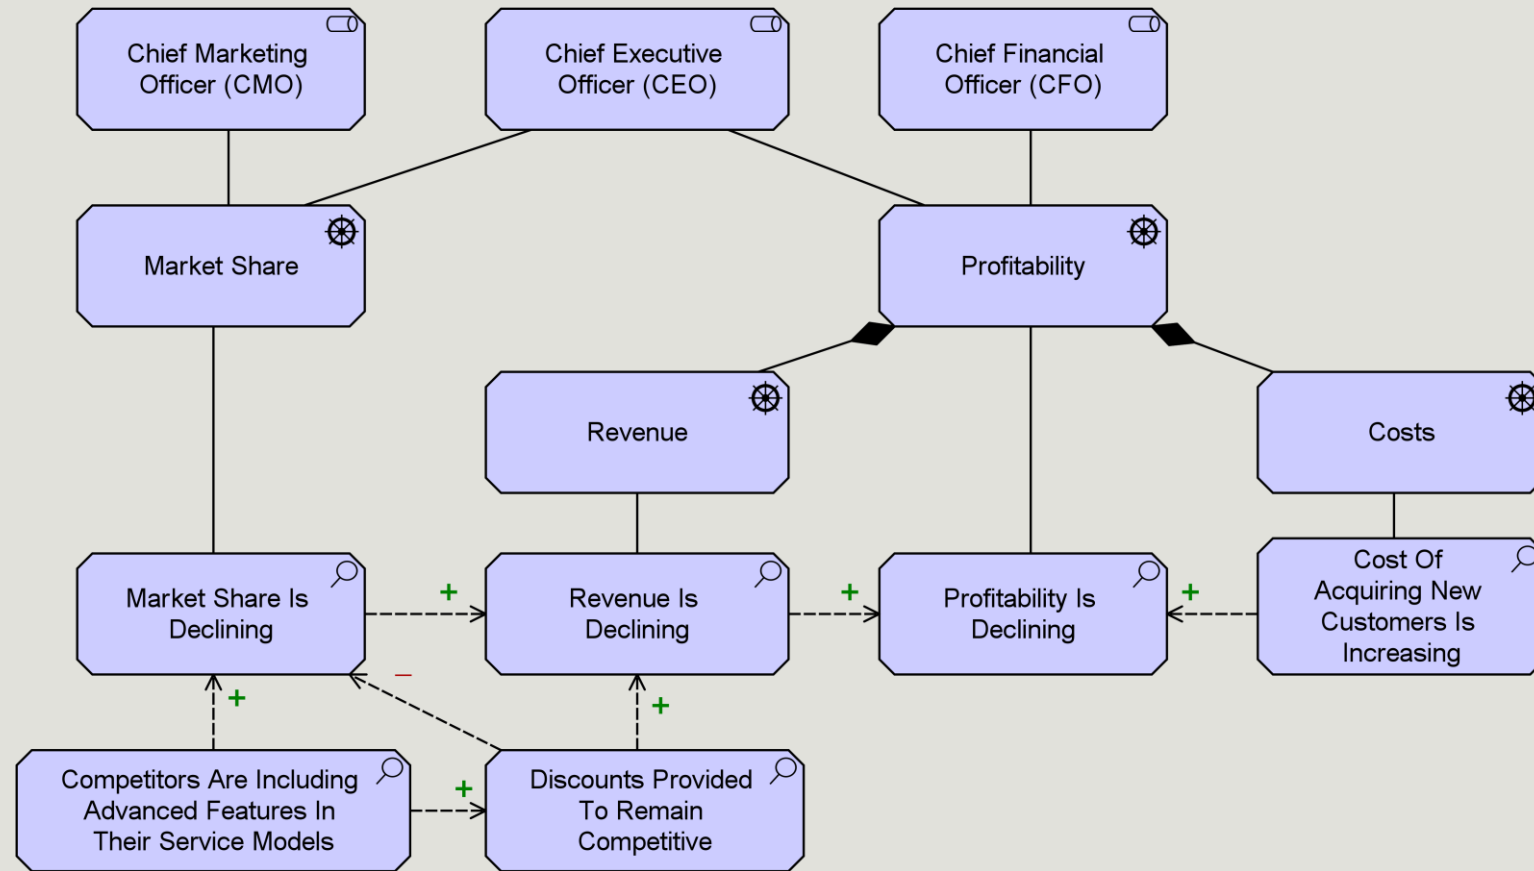 Chief Marketing
Officer (CMO)
Chief Executive
Officer (CEO)
Chief Financial
Officer (CFO)
Market Share
Profitability
Revenue
Costs
Market Share Is
Declining
+
Revenue Is
Declining
+
Profitability Is
Declining
+
Cost Of
Acquiring New
Customers Is
Increasing
+
–
+
Competitors Are Including
Advanced Features In
Their Service Models
+
Discounts Provided
To Remain
Competitive